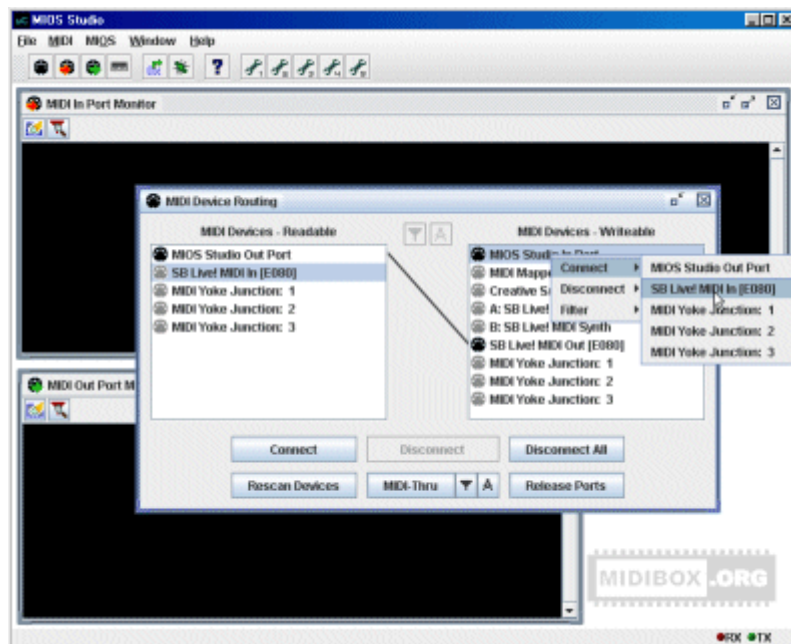 MIOS Studio
File MIDI MIOS Window Help
MIDI In Port Monitor
MIDI Device Routing
MIDI Devices - Readable
MIDI Devices - Writeable
MIOS Studio Out Port
SB Live! MIDI In [E080]
MIDI Yoke Junction: 1
MIDI Yoke Junction: 2
MIDI Yoke Junction: 3
MIOS Studio In Port
MIDI Mappe
Creative S
A: SB Live!
B: SB Live! MIDI Synth
SB Live! MIDI Out [E080]
MIDI Yoke Junction: 1
MIDI Yoke Junction: 2
MIDI Yoke Junction: 3
Connect
Disconnect
Filter
MIOS Studio Out Port
SB Live! MIDI In [E080]
MIDI Yoke Junction: 1
MIDI Yoke Junction: 2
MIDI Yoke Junction: 3
Connect Disconnect Disconnect All
Rescan Devices MIDI-Thru A Release Ports
MIDI Out Port M
MIDIBOX.ORG
RX TX